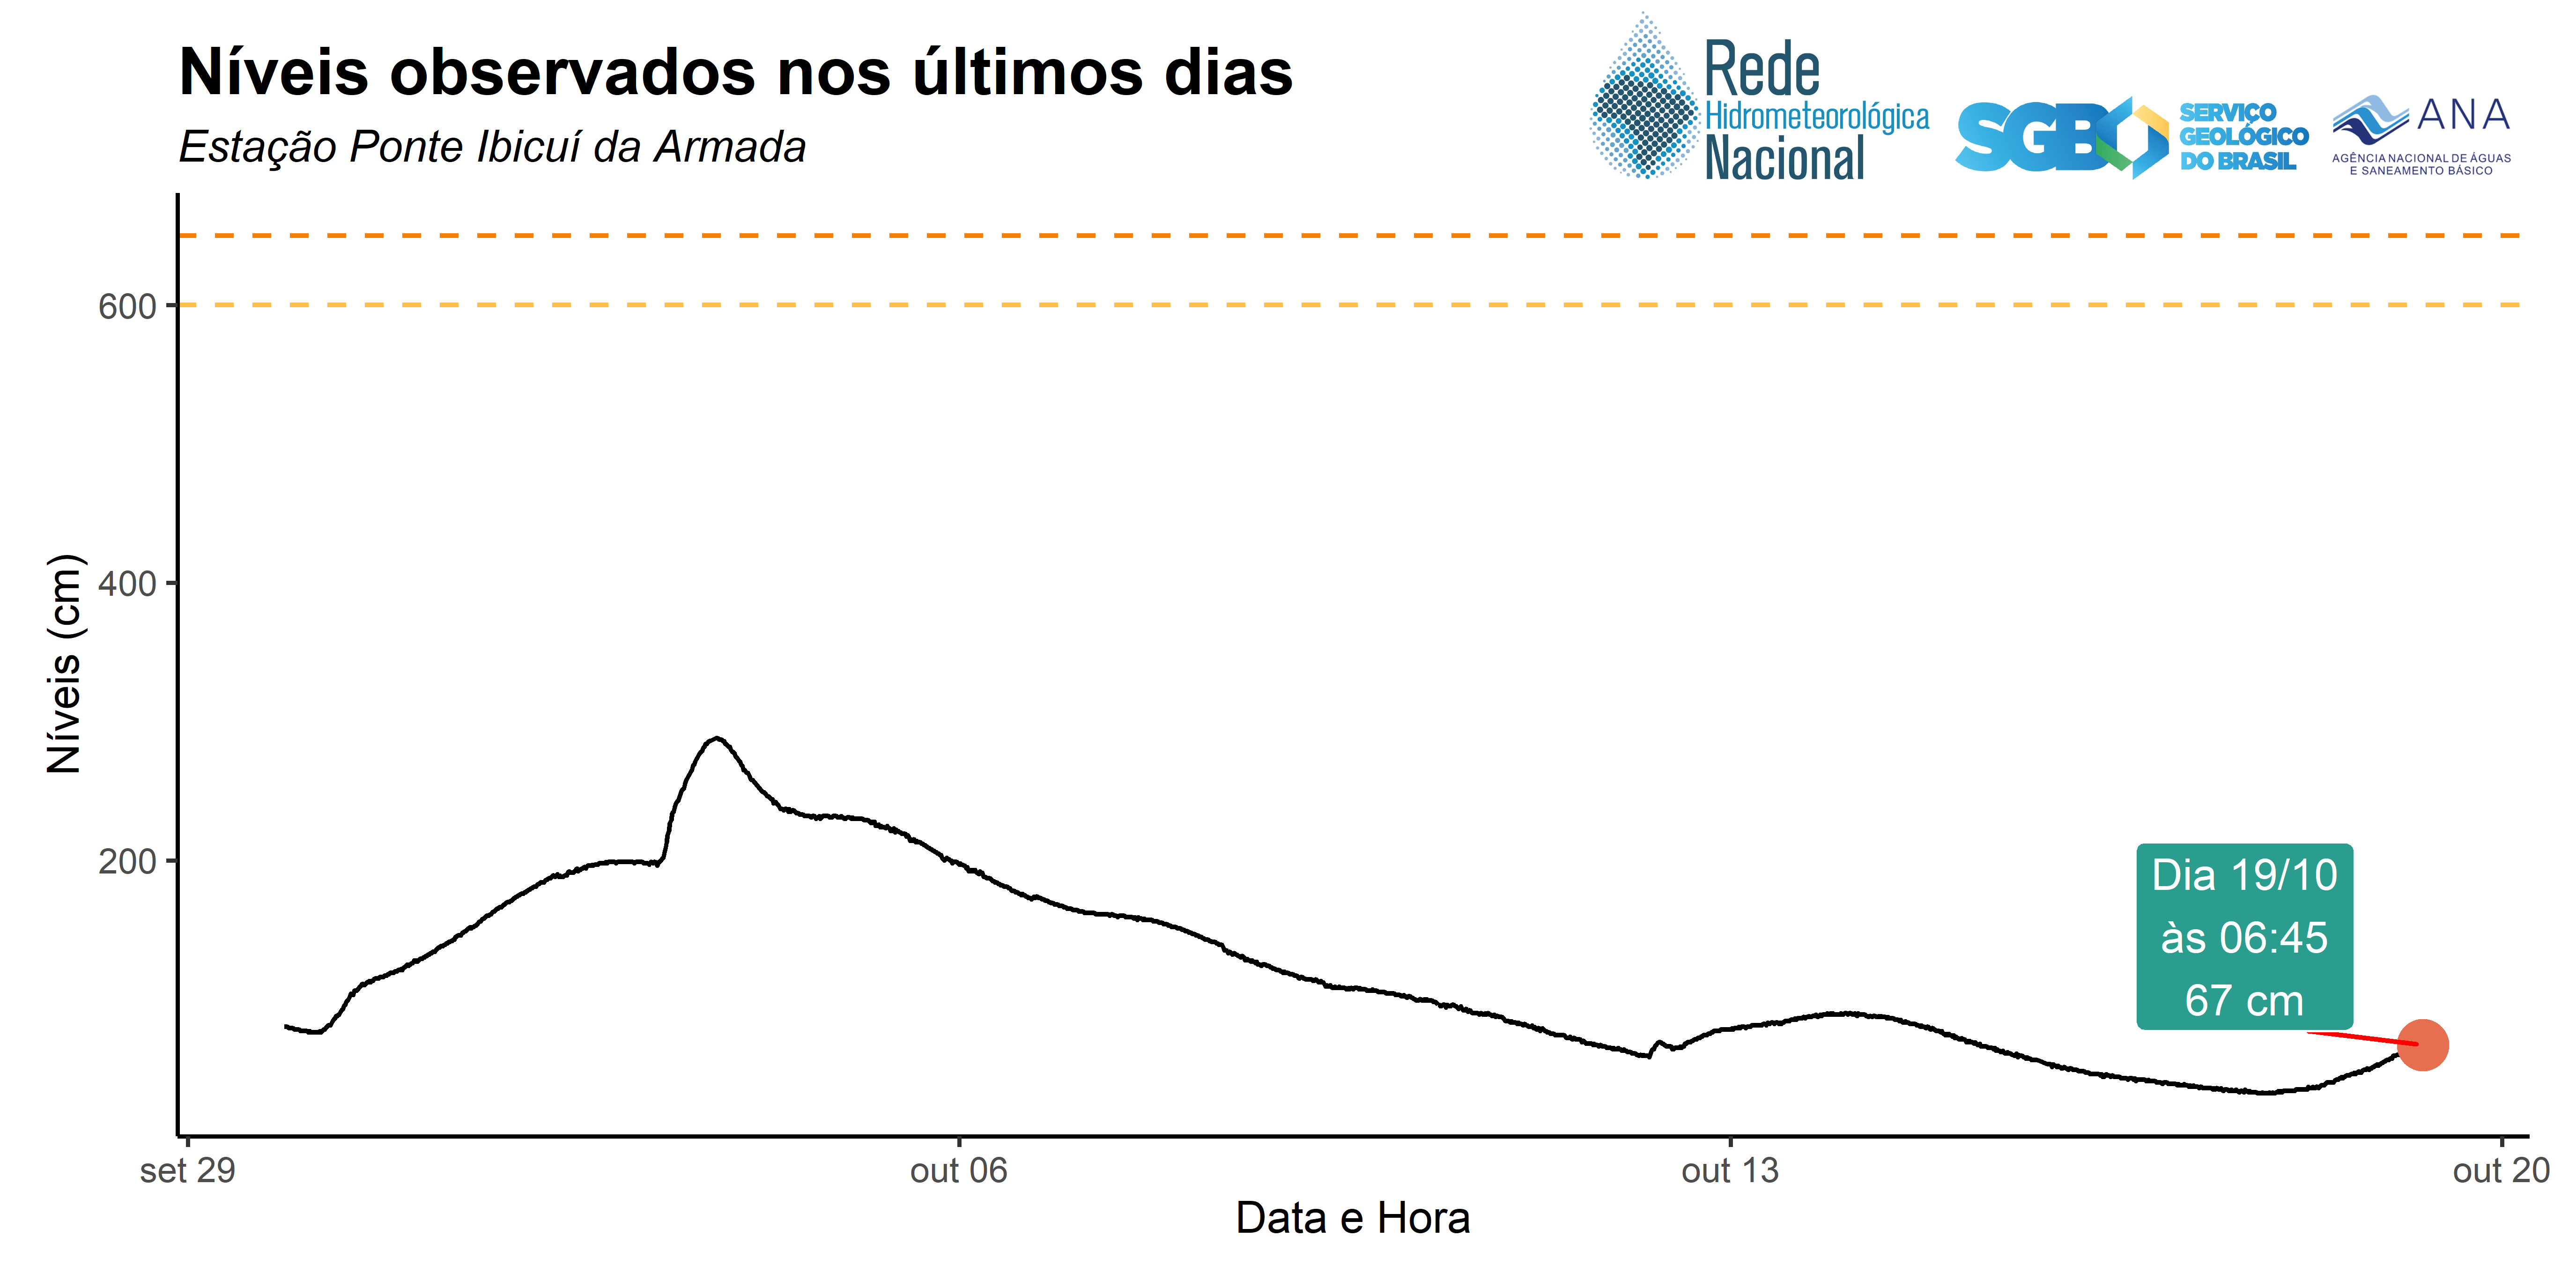 Níveis observados nos últimos dias
Estação Ponte Ibicuí da Armada
Rede
Hidrometeorológica
Nacional
SGB
SERVIÇO
GEOLÓGICO
DO BRASIL
ANA
AGÊNCIA NACIONAL DE ÁGUAS
E SANEAMENTO BÁSICO
Níveis (cm)
600
400
200
Dia 19/10
às 06:45
67 cm
set 29
out 06
out 13
out 20
Data e Hora